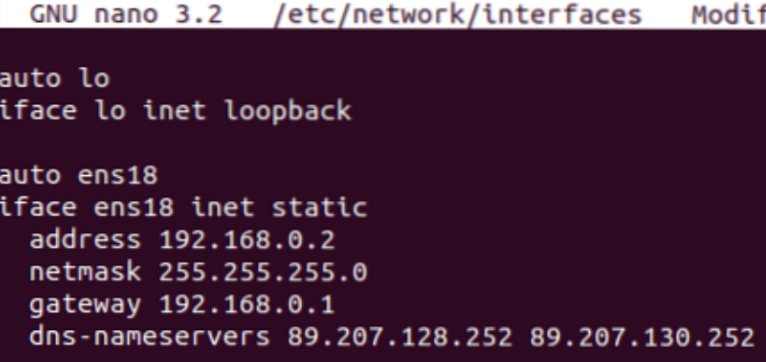 GNU nano 3.2 /etc/network/interfaces Modif
auto lo
iface lo inet loopback
auto ens18
iface ens18 inet static
address 192.168.0.2
netmask 255.255.255.0
gateway 192.168.0.1
dns-nameservers 89.207.128.252 89.207.130.252